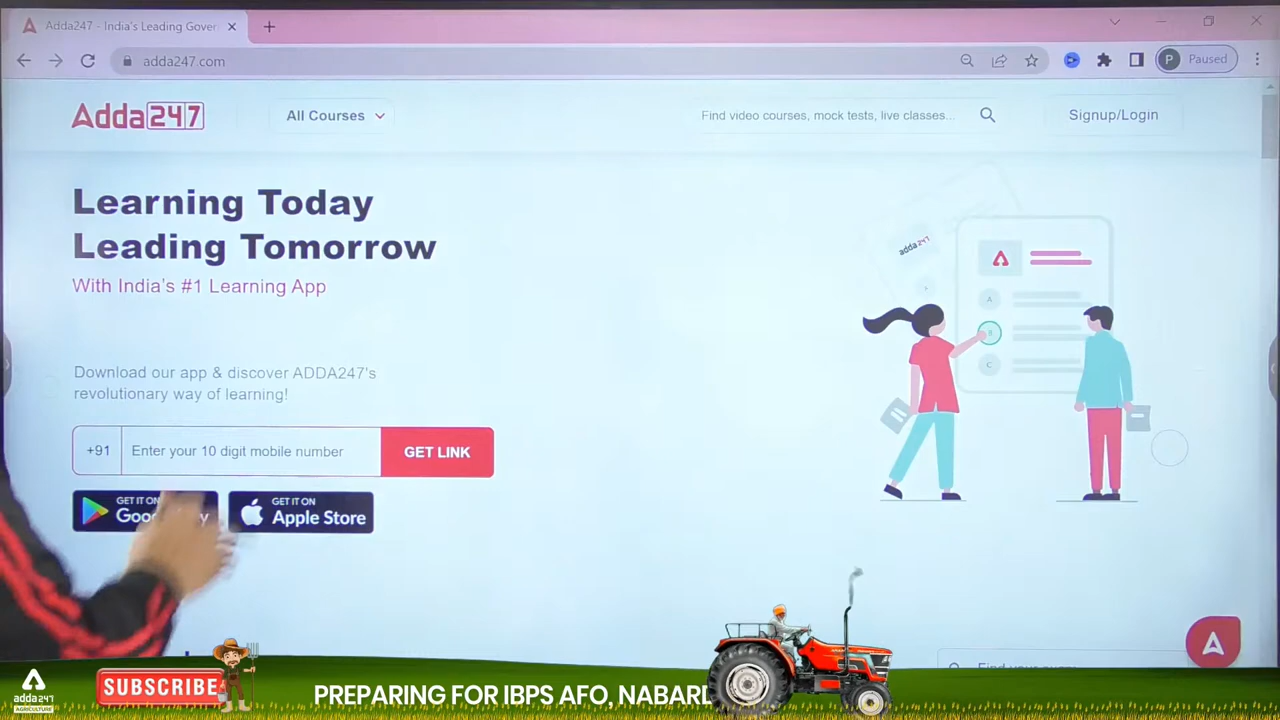 Adda247 - India's Leading Gover
adda247.com
Paused
P
Adda247
All Courses
Find video courses, mock tests, live classes...
Signup/Login
Learning Today
Leading Tomorrow
With India's #1 Learning App
adda247
A
B
C
Download our app & discover ADDA247's
revolutionary way of learning!
+91
Enter your 10 digit mobile number
GET LINK
GET IT ON
GET IT ON
Apple Store
adda247
AGRICULTURE
SUBSCRIBE
PREPARING FOR IBPS AFO, NABARD